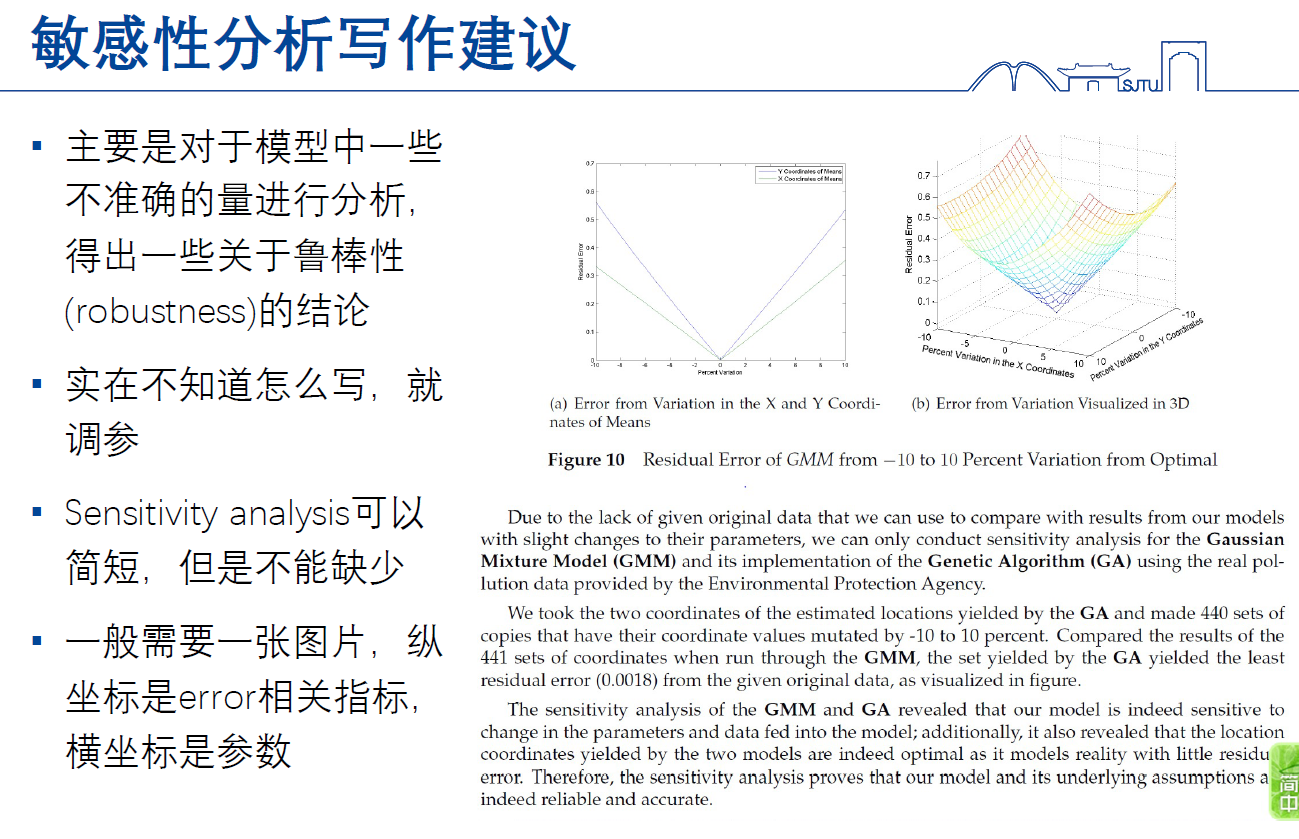 敏感性分析写作建议
SJTU
▪ 主要是对于模型中一些
不准确的量进行分析,
得出一些关于鲁棒性
(robustness)的结论
▪ 实在不知道怎么写, 就
调参
▪ Sensitivity analysis可以
简短, 但是不能缺少
▪ 一般需要一张图片, 纵
坐标是error相关指标,
横坐标是参数
Y Coordinates of Means
X Coordinates of Means
Residual Error
0.7
0.6
0.5
0.4
0.3
0.2
0.1
0
-10 -8 -6 -4 -2 0 2 4 6 8 10
Percent Variation
Residual Error
0.7
0.6
0.5
0.4
0.3
0.2
0.1
0
-10 -5 0 5 10
Percent Variation in the X Coordinates
10 0 -10
Percent Variation in the Y Coordinates
(a) Error from Variation in the X and Y Coordi-
nates of Means
(b) Error from Variation Visualized in 3D
Figure 10 Residual Error of GMM from −10 to 10 Percent Variation from Optimal
Due to the lack of given original data that we can use to compare with results from our models
with slight changes to their parameters, we can only conduct sensitivity analysis for the Gaussian
Mixture Model (GMM) and its implementation of the Genetic Algorithm (GA) using the real pol-
lution data provided by the Environmental Protection Agency.
We took the two coordinates of the estimated locations yielded by the GA and made 440 sets of
copies that have their coordinate values mutated by -10 to 10 percent. Compared the results of the
441 sets of coordinates when run through the GMM, the set yielded by the GA yielded the least
residual error (0.0018) from the given original data, as visualized in figure.
The sensitivity analysis of the GMM and GA revealed that our model is indeed sensitive to
change in the parameters and data fed into the model; additionally, it also revealed that the location
coordinates yielded by the two models are indeed optimal as it models reality with little
error. Therefore, the sensitivity analysis proves that our model and its underlying assumptions
indeed reliable and accurate.
简
中